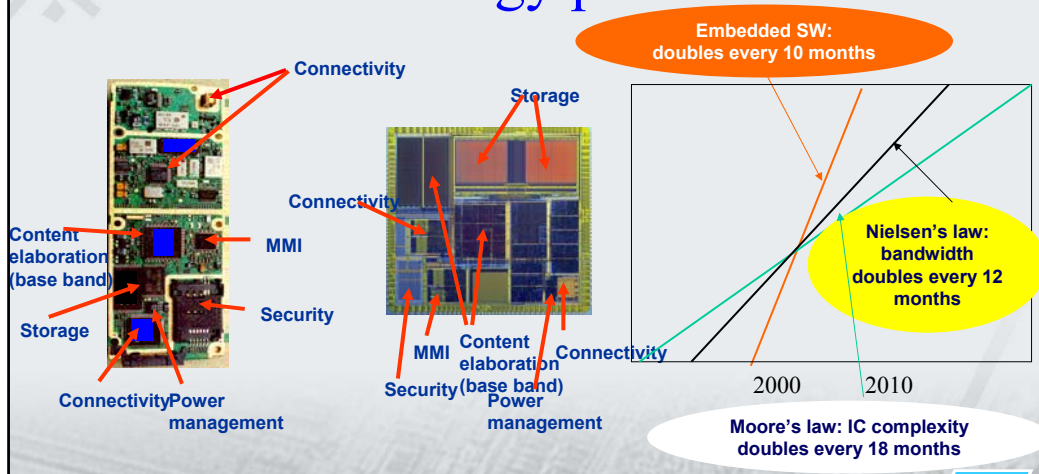 Embedded SW:
doubles every 10 months
Connectivity
Storage
Connectivity
Content
elaboration
(base band)
MMI
Nielsen's law:
bandwidth
doubles every 12
months
Storage
Security
MMI
Content
elaboration
(base band)
Connectivity
Security
Power
management
Connectivity
Power
management
2000 2010
Moore's law: IC complexity
doubles every 18 months